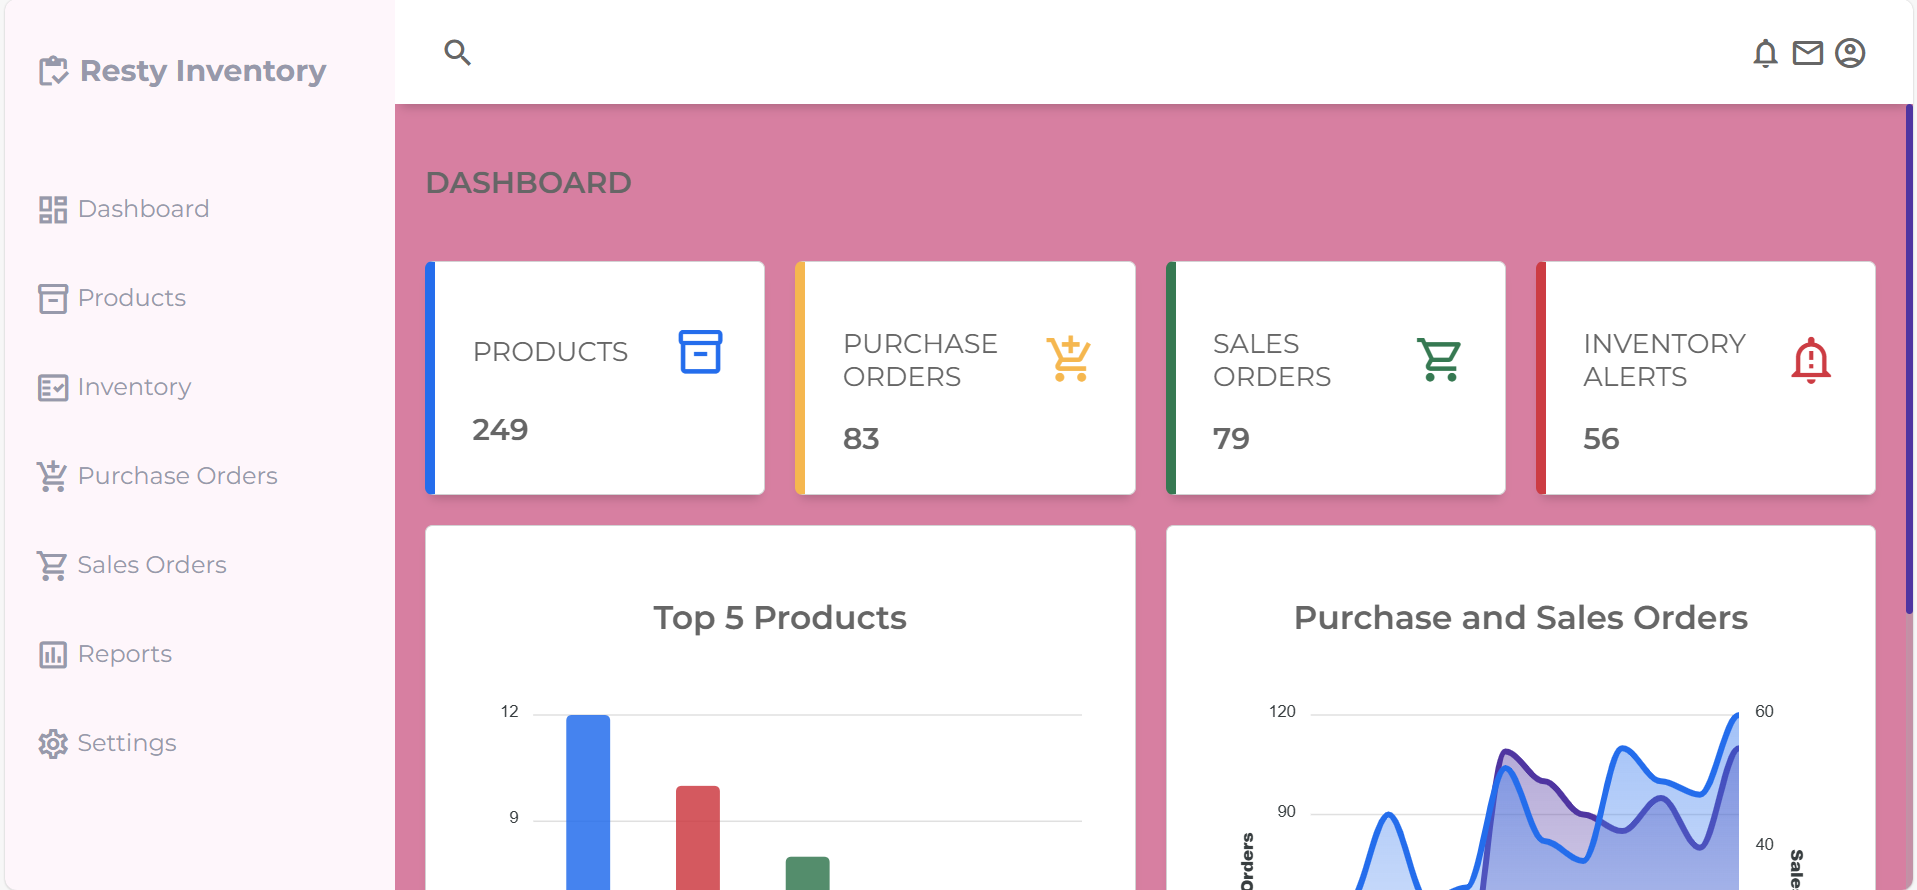 Resty Inventory
Dashboard
Products
Inventory
Purchase Orders
Sales Orders
Reports
Settings
DASHBOARD
PRODUCTS
249
PURCHASE
ORDERS
83
SALES
ORDERS
79
INVENTORY
ALERTS
56
Top 5 Products
12
9
Purchase and Sales Orders
120
90
Orders
60
40